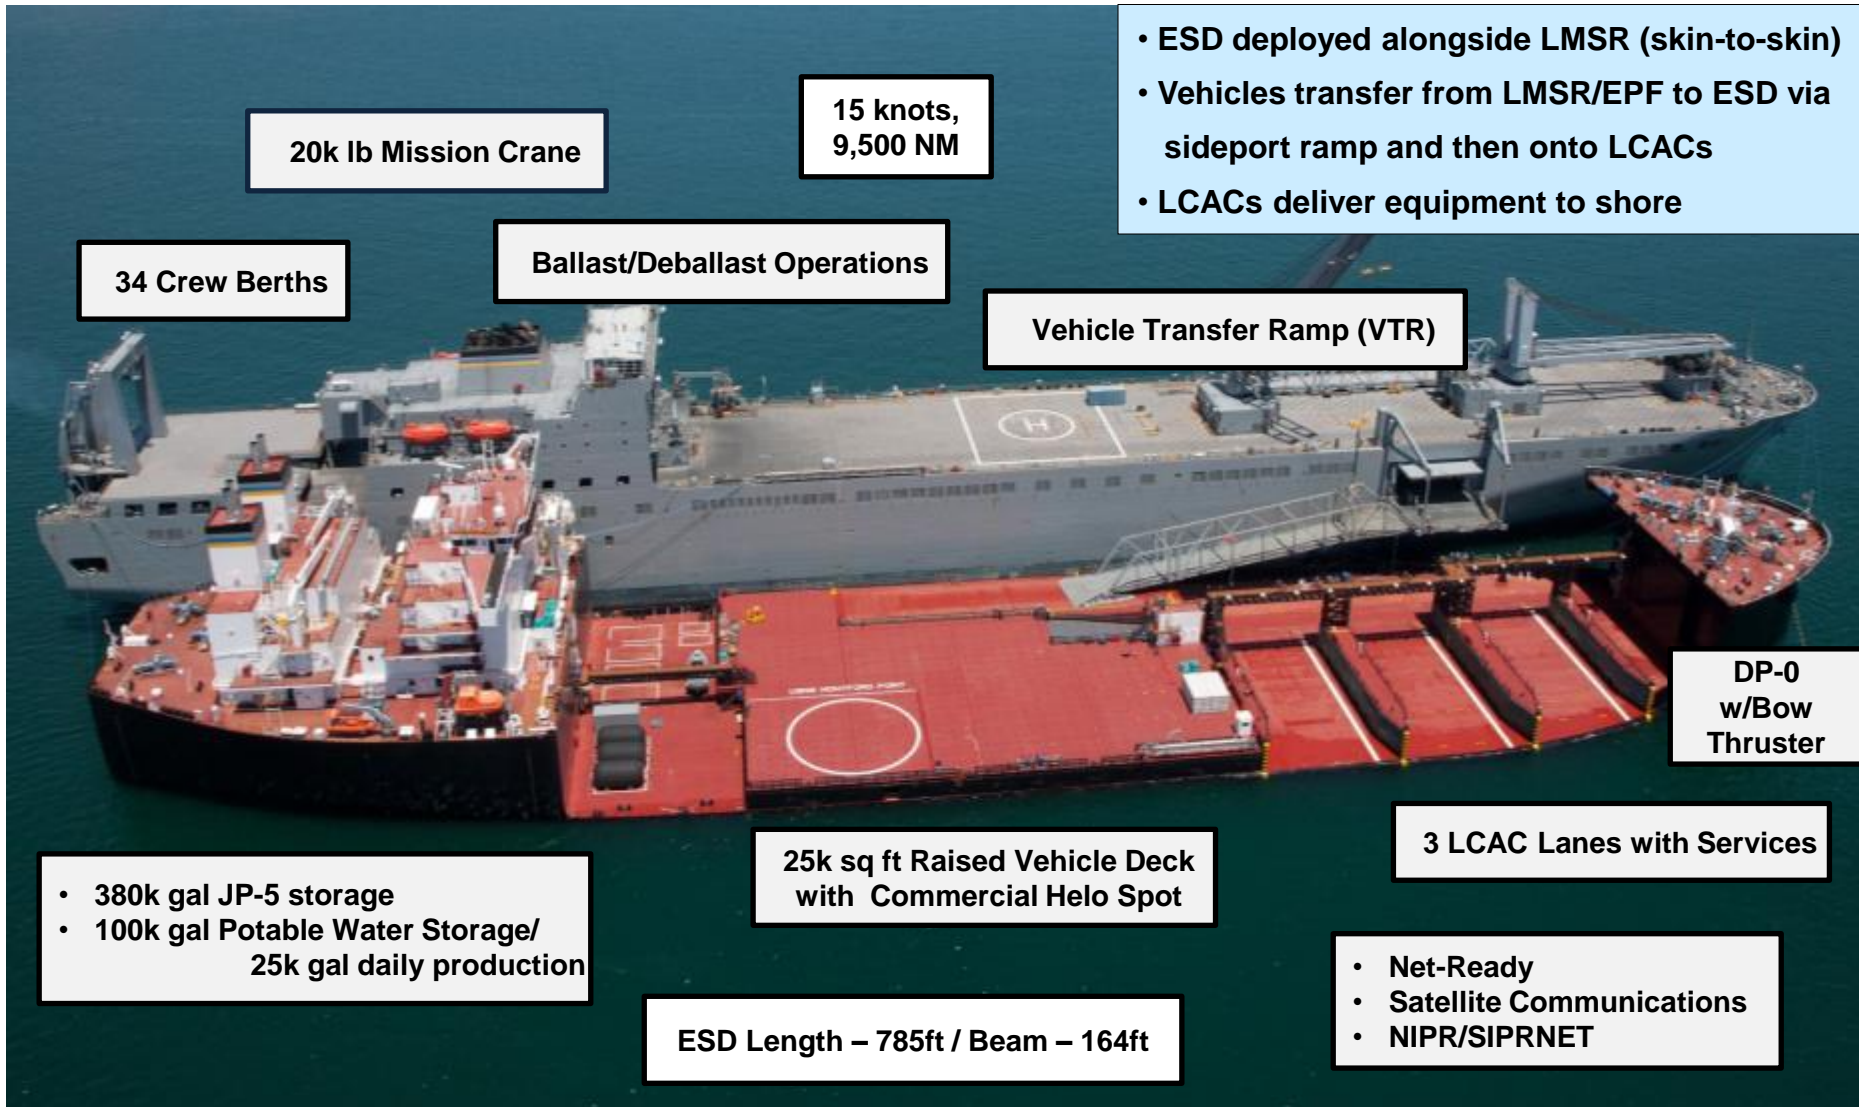 • ESD deployed alongside LMSR (skin-to-skin)
• Vehicles transfer from LMSR/EPF to ESD via
sideport ramp and then onto LCACs
• LCACs deliver equipment to shore
15 knots,
9,500 NM
20k lb Mission Crane
34 Crew Berths
Ballast/Deballast Operations
Vehicle Transfer Ramp (VTR)
H
USNS MONTFORD POINT
DP-0
w/Bow
Thruster
3 LCAC Lanes with Services
25k sq ft Raised Vehicle Deck
with Commercial Helo Spot
• 380k gal JP-5 storage
• 100k gal Potable Water Storage/
25k gal daily production
• Net-Ready
• Satellite Communications
• NIPR/SIPRNET
ESD Length – 785ft / Beam – 164ft